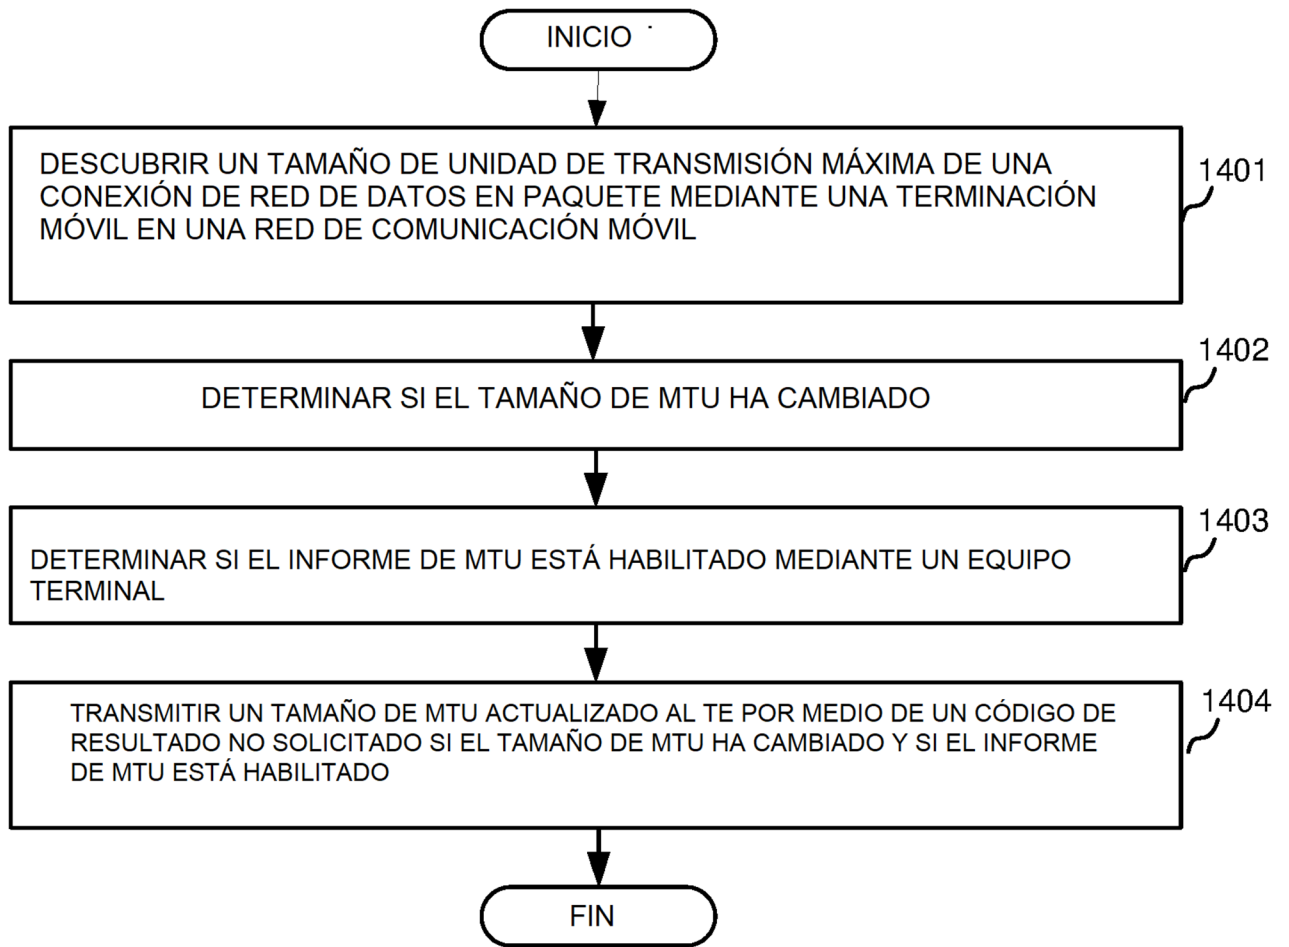 INICIO
DESCUBRIR UN TAMAÑO DE UNIDAD DE TRANSMISIÓN MÁXIMA DE UNA
CONEXIÓN DE RED DE DATOS EN PAQUETE MEDIANTE UNA TERMINACIÓN
MÓVIL EN UNA RED DE COMUNICACIÓN MÓVIL
1401
1402
DETERMINAR SI EL TAMAÑO DE MTU HA CAMBIADO
1403
DETERMINAR SI EL INFORME DE MTU ESTÁ HABILITADO MEDIANTE UN EQUIPO
TERMINAL
1404
TRANSMITIR UN TAMAÑO DE MTU ACTUALIZADO AL TE POR MEDIO DE UN CÓDIGO DE
RESULTADO NO SOLICITADO SI EL TAMAÑO DE MTU HA CAMBIADO Y SI EL INFORME
DE MTU ESTÁ HABILITADO
FIN